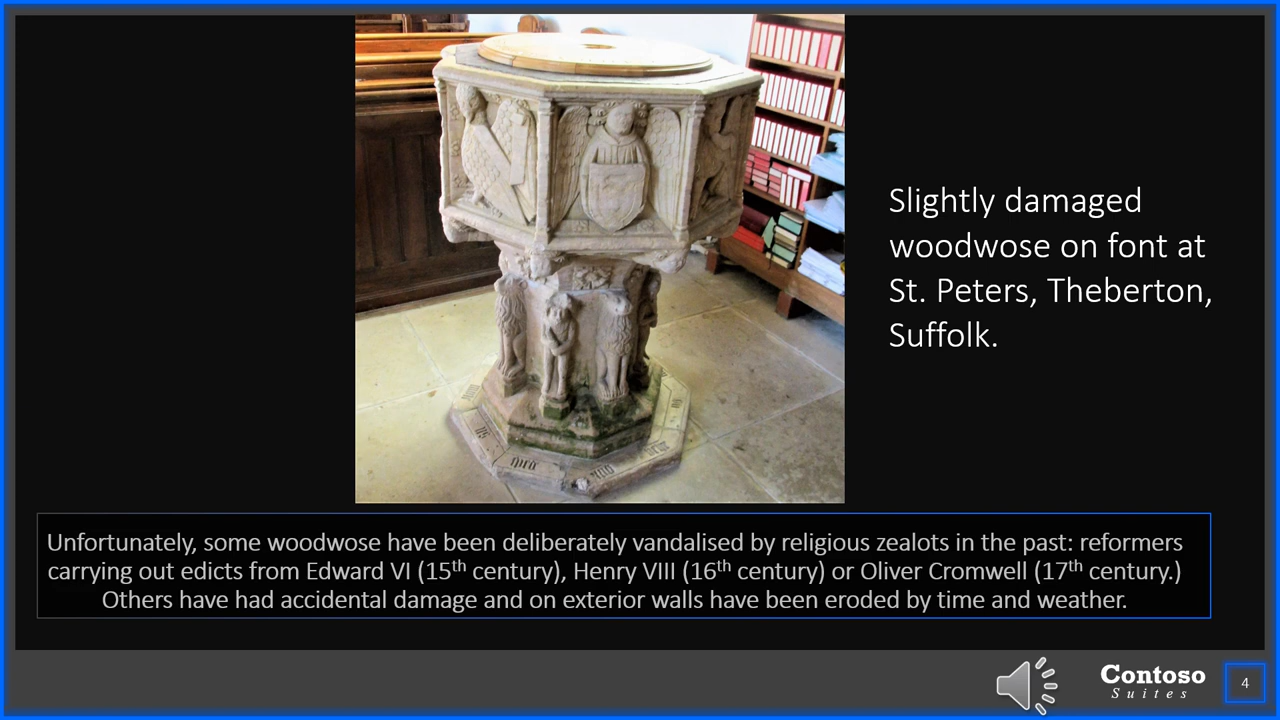 Slightly damaged
woodwose on font at
St. Peters, Theberton,
Suffolk.
Unfortunately, some woodwose have been deliberately vandalised by religious zealots in the past: reformers
carrying out edicts from Edward VI (15th century), Henry VIII (16th century) or Oliver Cromwell (17th century.)
Others have had accidental damage and on exterior walls have been eroded by time and weather.
Contoso
Suites
4